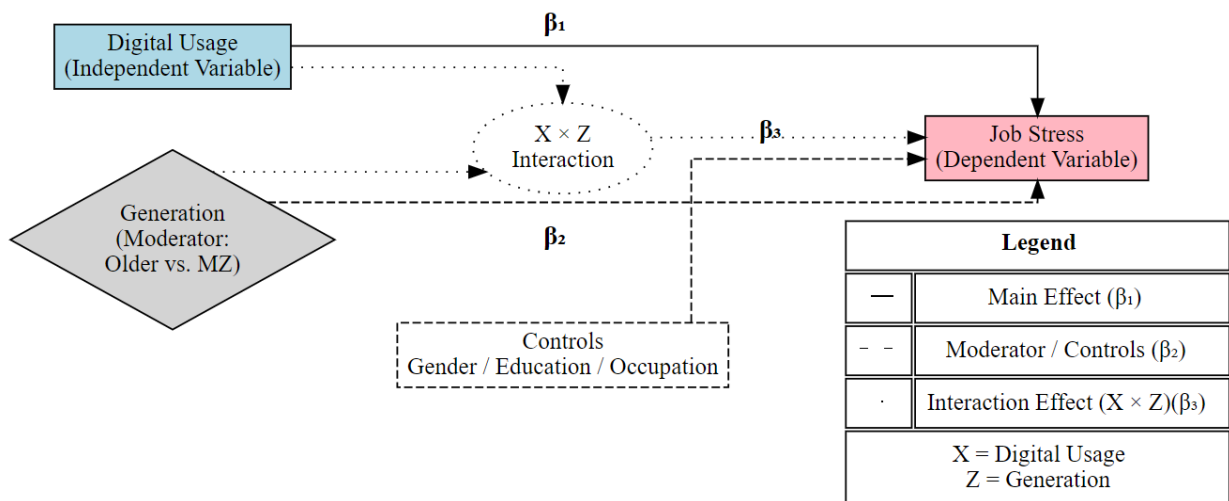 β₁
Digital Usage
(Independent Variable)
X × Z
Interaction
β₃
Job Stress
(Dependent Variable)
Generation
(Moderator:
Older vs. MZ)
β₂
Controls
Gender / Education / Occupation
Legend
Main Effect (β₁)
Moderator / Controls (β₂)
Interaction Effect (X × Z)(β₃)
X = Digital Usage
Z = Generation